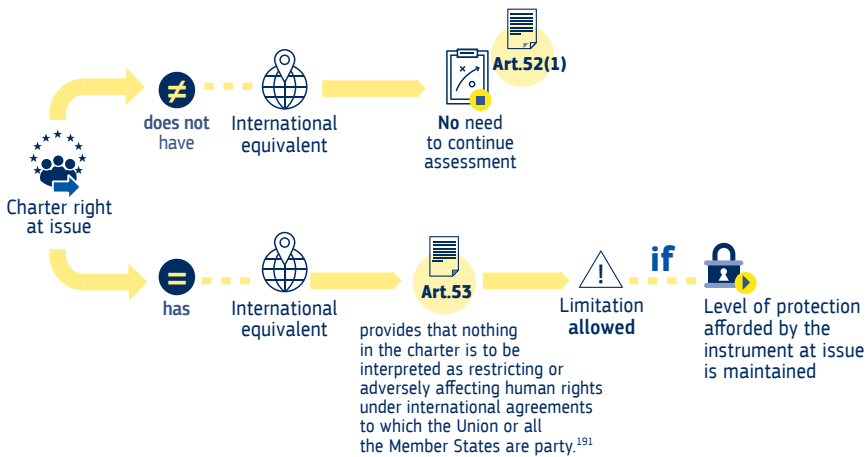 Charter right
at issue
≠
does not
have
International
equivalent
Art.52(1)
No need
to continue
assessment
=
has
International
equivalent
Art.53
provides that nothing
in the charter is to be
interpreted as restricting or
adversely affecting human rights
under international agreements
to which the Union or all
the Member States are party.191
!
Limitation
allowed
if
Level of protection
afforded by the
instrument at issue
is maintained